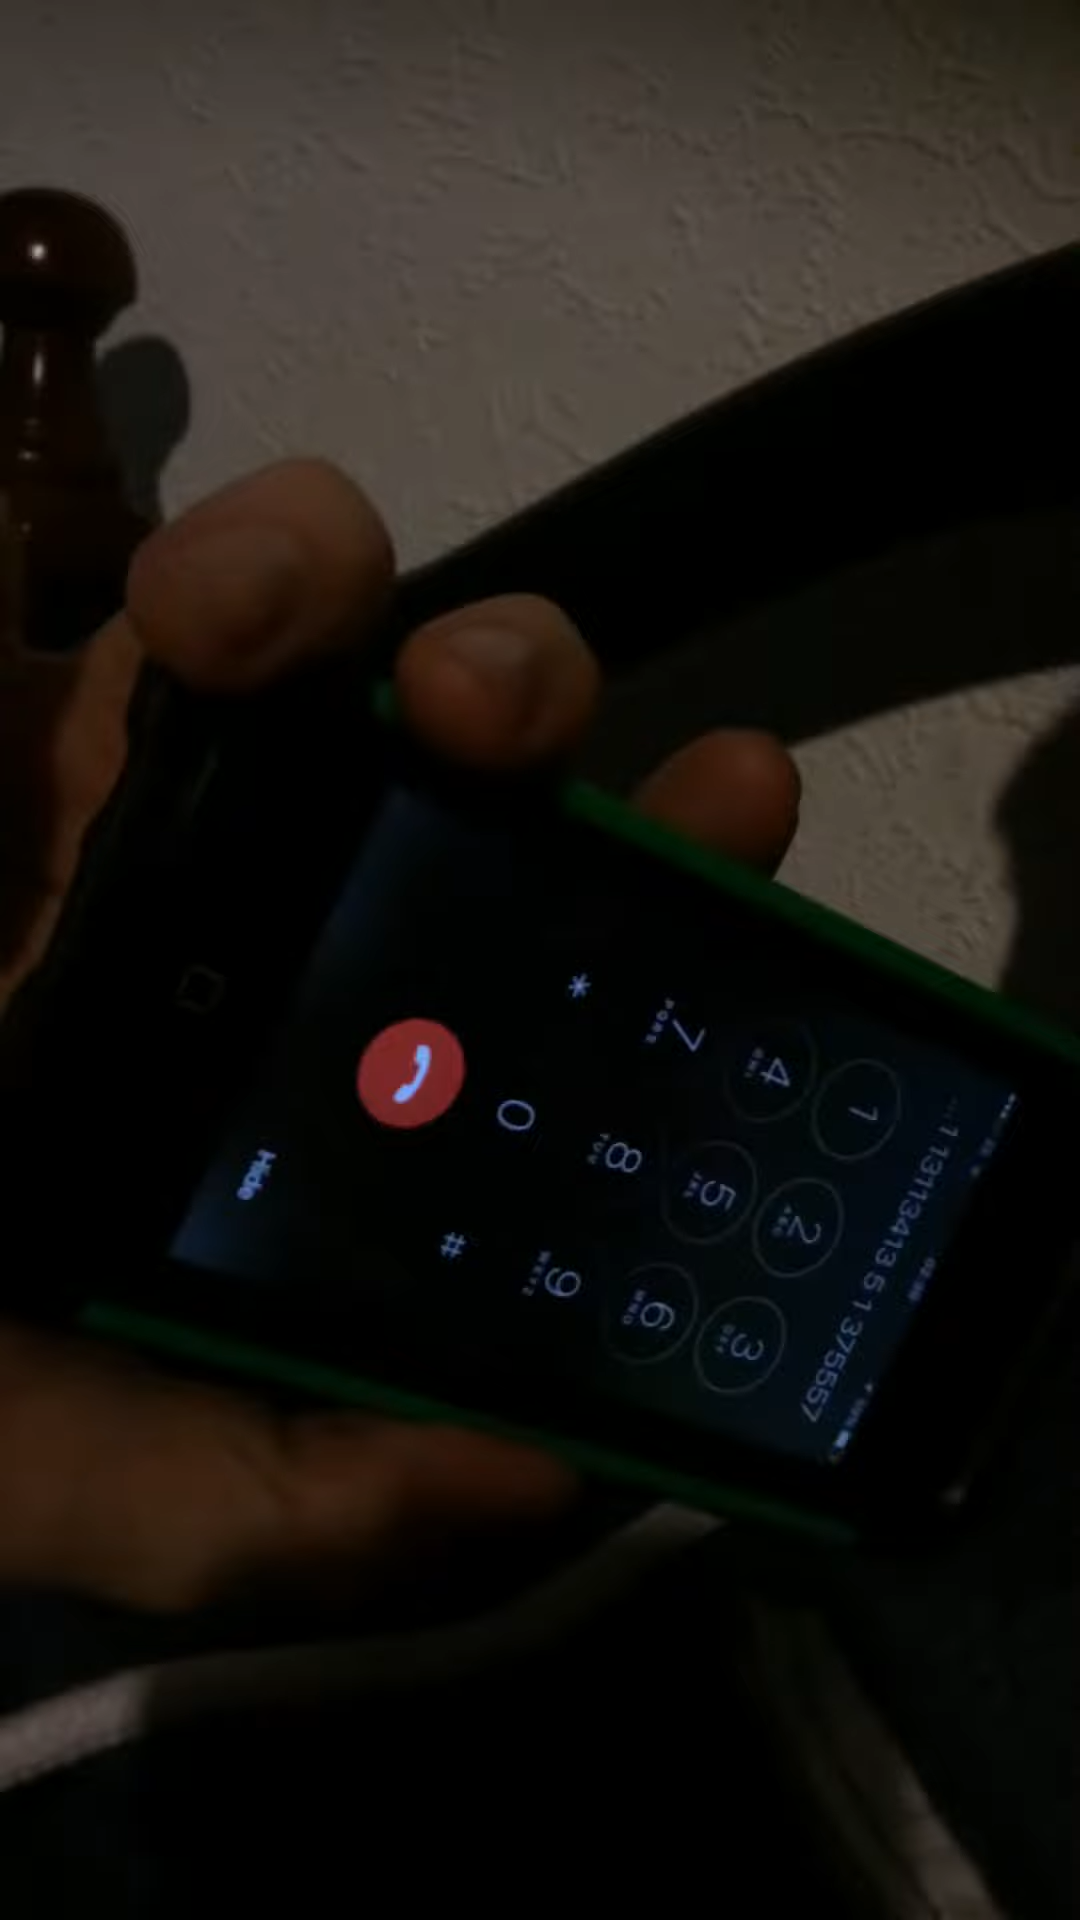 1 13113413 5 1 375557
1
2 ABC
3 DEF
4 GHI
5 JKL
6 MNO
7 PQRS
8 TUV
9 WXYZ
*
0
#
Hide